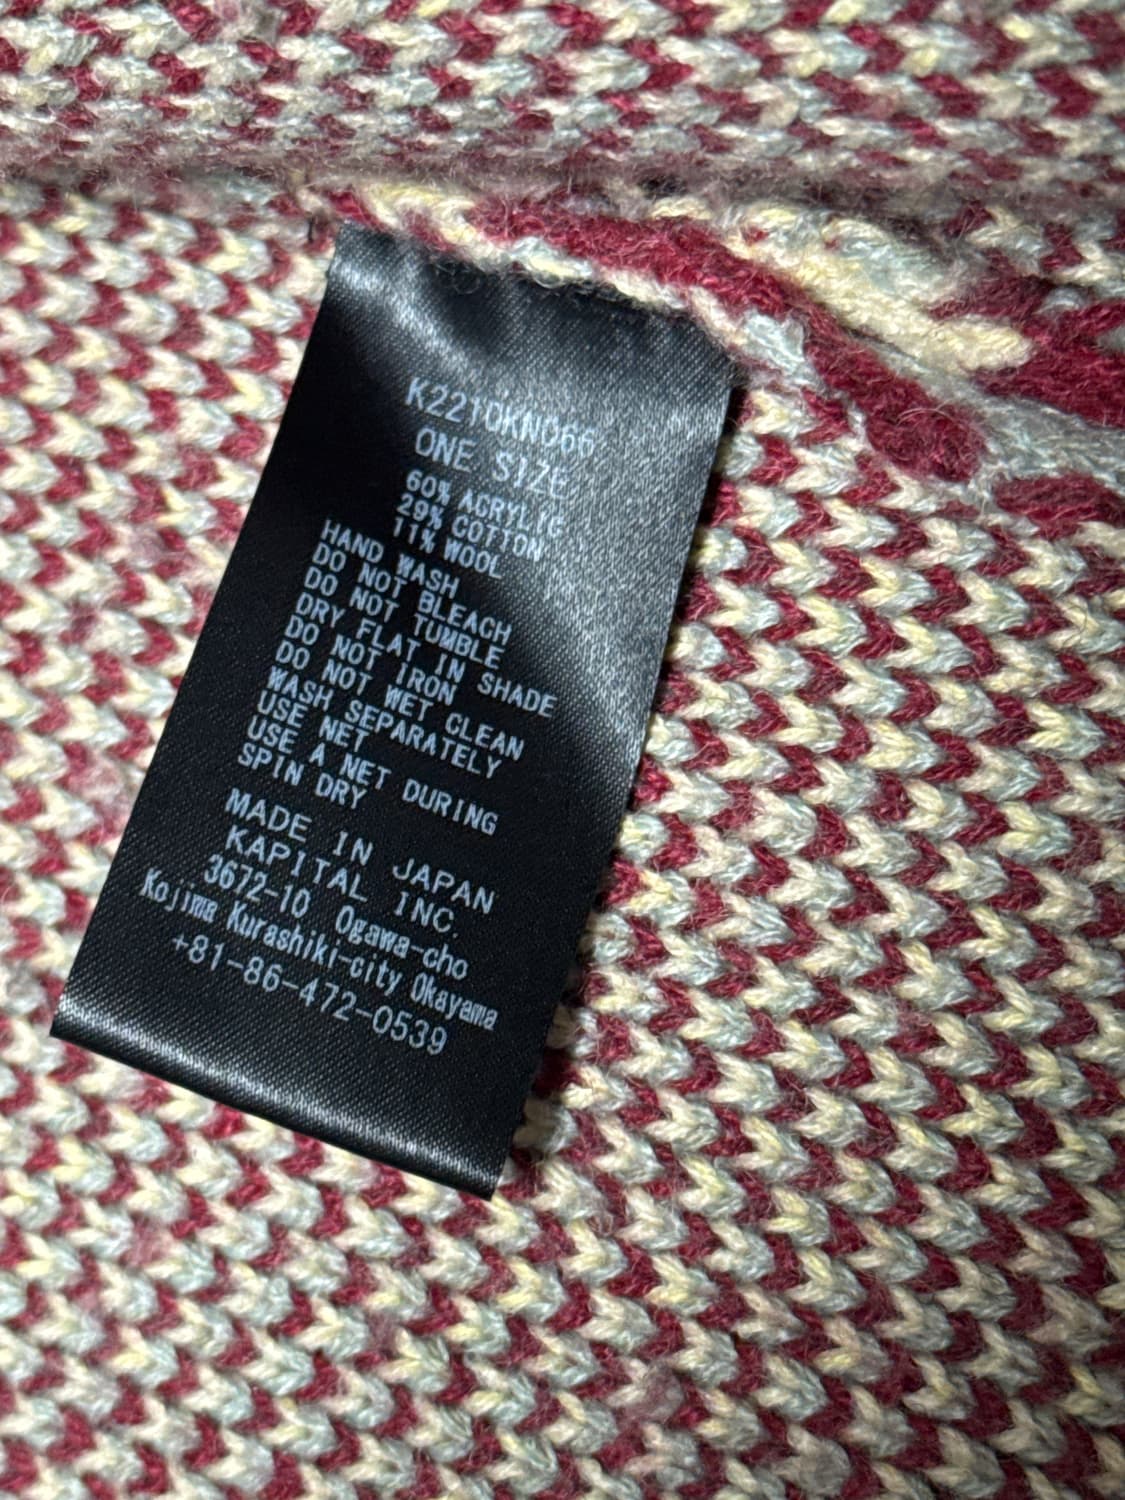 K2210KN066
ONE SIZE
60% ACRYLIC
29% COTTON
11% WOOL
HAND WASH
DO NOT BLEACH
DO NOT TUMBLE
DRY FLAT IN SHADE
DO NOT IRON
DO NOT WET CLEAN
WASH SEPARATELY
USE NET
USE A NET DURING
SPIN DRY
MADE IN JAPAN
KAPITAL INC.
3672-10 Ogawa-cho
Kojima Kurashiki-city Okayama
+81-86-472-0539